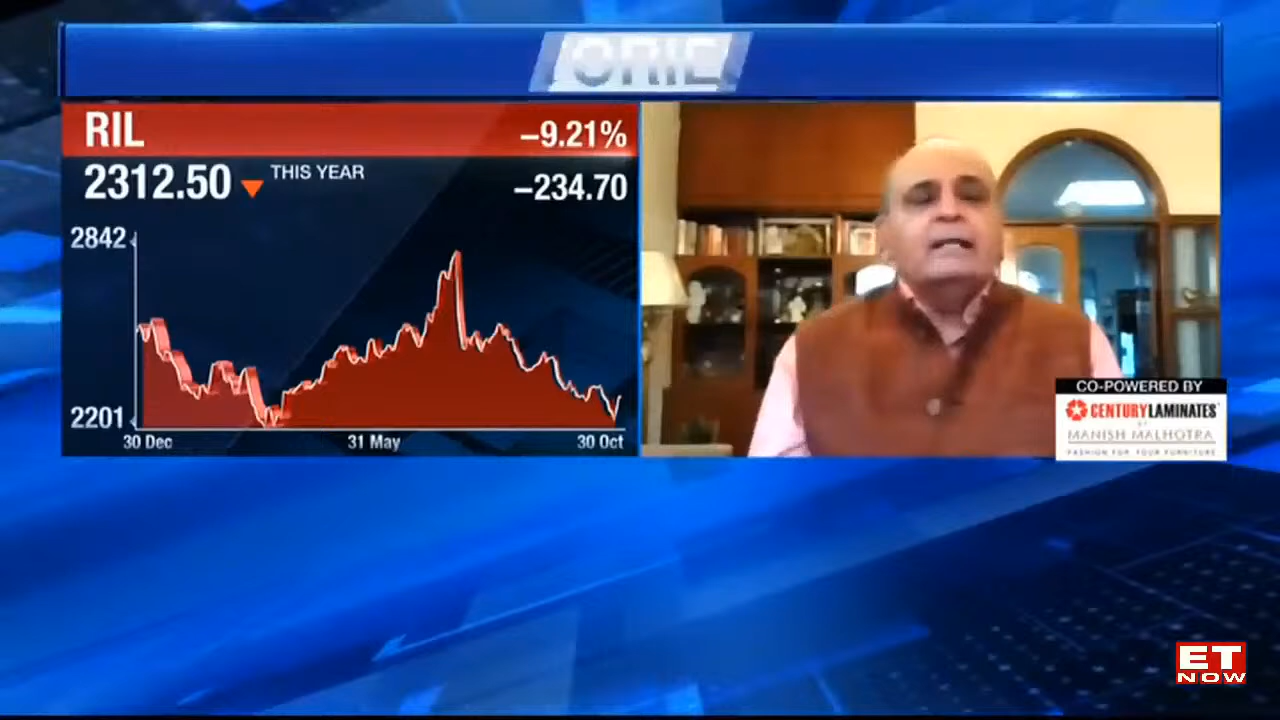 RIL
−9.21%
2312.50
THIS YEAR
−234.70
2842
2201
30 Dec
31 May
30 Oct
CO-POWERED BY
CENTURYLAMINATES
BY
MANISH MALHOTRA
FASHION FOR YOUR FURNITURE
ET
NOW